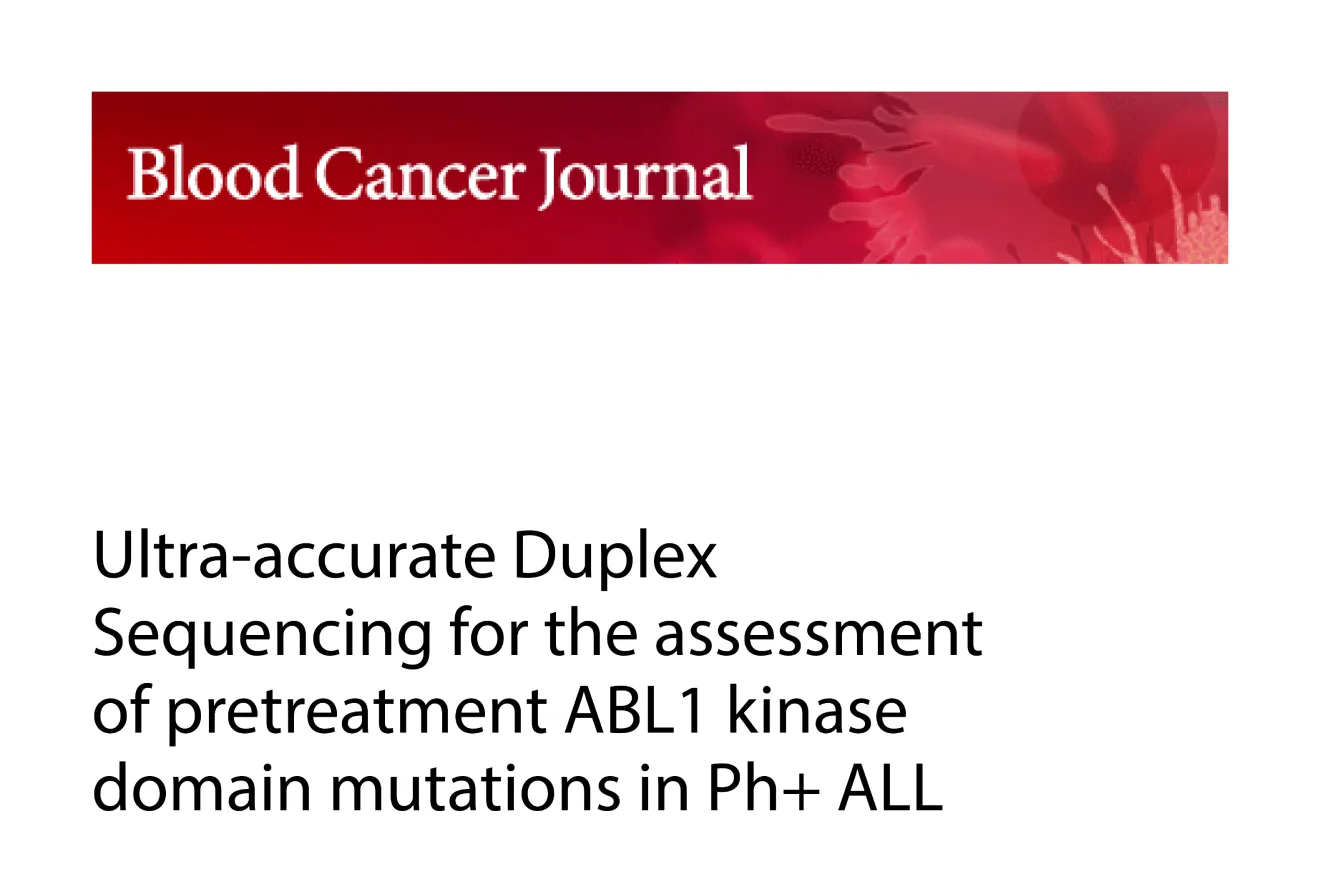 Blood Cancer Journal
Ultra-accurate Duplex
Sequencing for the assessment
of pretreatment ABL1 kinase
domain mutations in Ph+ ALL